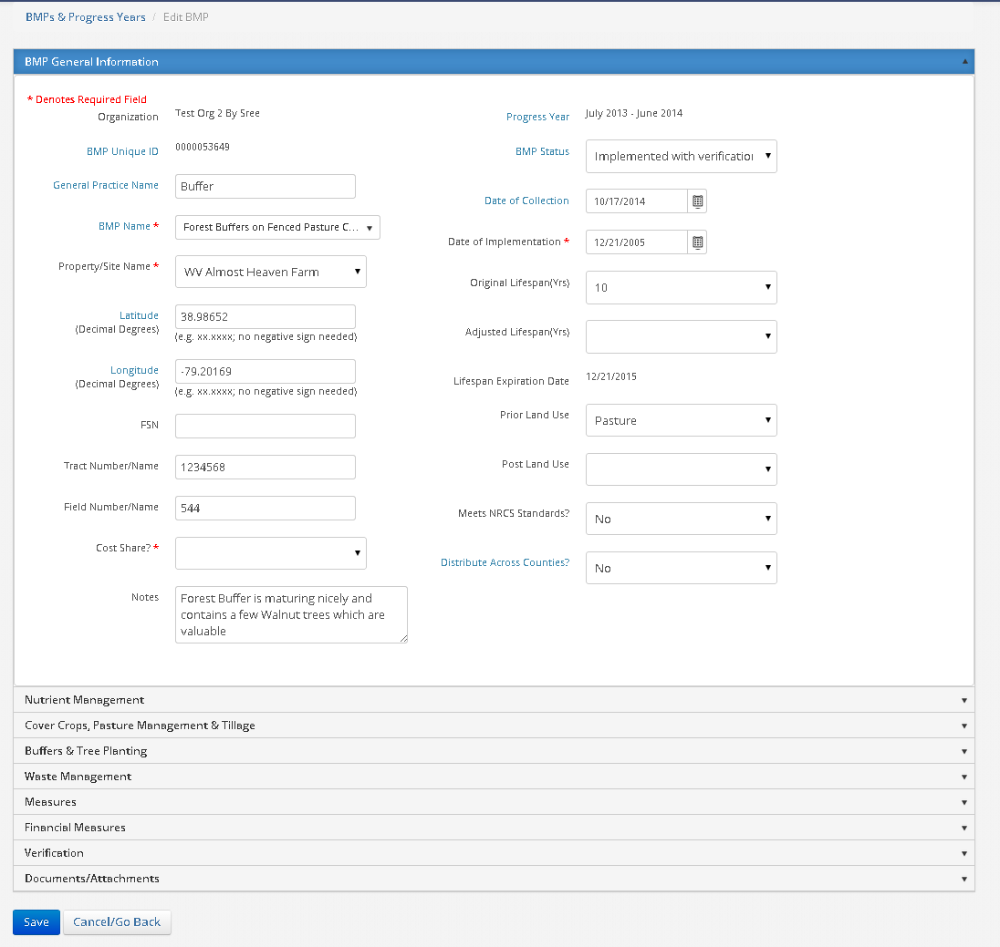 BMPs & Progress Years / Edit BMP
BMP General Information
* Denotes Required Field
Organization Test Org 2 By Sree
BMP Unique ID 0000053649
General Practice Name Buffer
BMP Name * Forest Buffers on Fenced Pasture C...
Property/Site Name * WV Almost Heaven Farm
Latitude 38.98652
(Decimal Degrees) (e.g. xx.xxxx; no negative sign needed)
Longitude -79.20169
(Decimal Degrees) (e.g. xx.xxxx; no negative sign needed)
FSN
Tract Number/Name 1234568
Field Number/Name 544
Cost Share? *
Notes Forest Buffer is maturing nicely and
contains a few Walnut trees which are
valuable
Progress Year July 2013 - June 2014
BMP Status Implemented with verification
Date of Collection 10/17/2014
Date of Implementation * 12/21/2005
Original Lifespan(Yrs) 10
Adjusted Lifespan(Yrs)
Lifespan Expiration Date 12/21/2015
Prior Land Use Pasture
Post Land Use
Meets NRCS Standards? No
Distribute Across Counties? No
Nutrient Management
Cover Crops, Pasture Management & Tillage
Buffers & Tree Planting
Waste Management
Measures
Financial Measures
Verification
Documents/Attachments
Save Cancel/Go Back